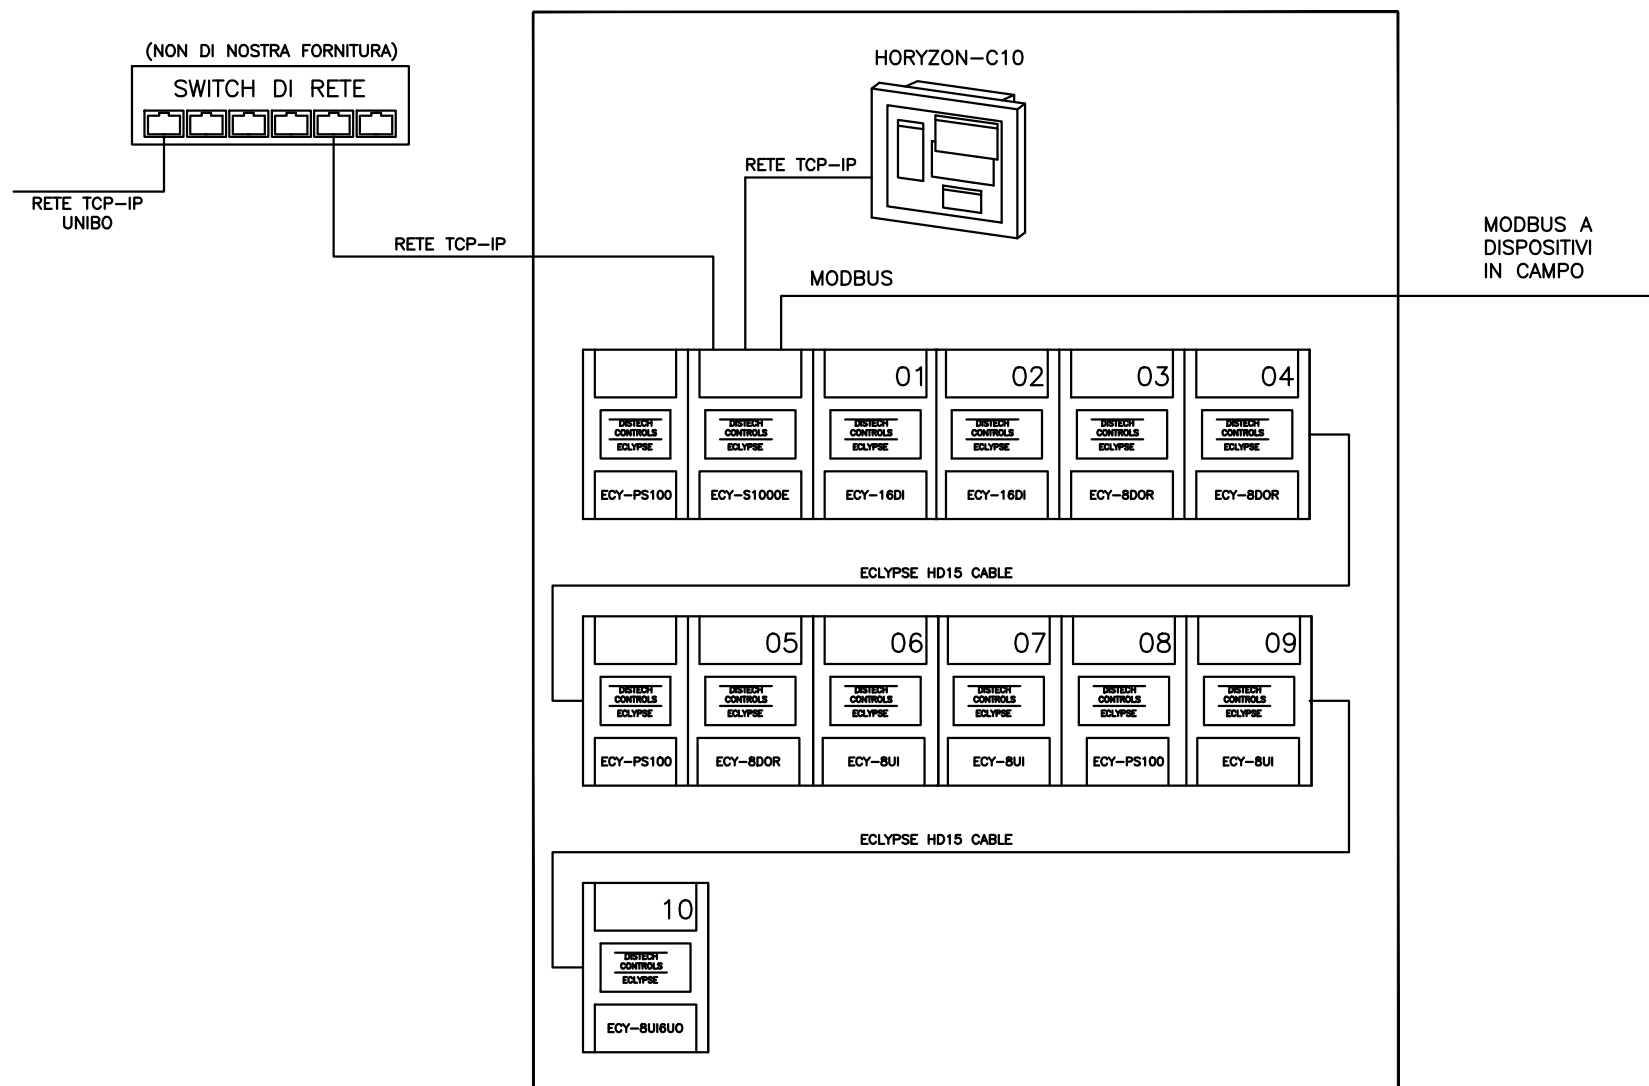 (NON DI NOSTRA FORNITURA)
SWITCH DI RETE
RETE TCP-IP
UNIBO
RETE TCP-IP
HORYZON-C10
RETE TCP-IP
MODBUS
MODBUS A
DISPOSITIVI
IN CAMPO
01 02 03 04
DISTECH DISTECH DISTECH DISTECH DISTECH DISTECH
CONTROLS CONTROLS CONTROLS CONTROLS CONTROLS CONTROLS
ECLYPSE ECLYPSE ECLYPSE ECLYPSE ECLYPSE ECLYPSE
ECY-PS100 ECY-S1000E ECY-16DI ECY-16DI ECY-8DOR ECY-8DOR
ECLYPSE HD15 CABLE
05 06 07 08 09
DISTECH DISTECH DISTECH DISTECH DISTECH DISTECH
CONTROLS CONTROLS CONTROLS CONTROLS CONTROLS CONTROLS
ECLYPSE ECLYPSE ECLYPSE ECLYPSE ECLYPSE ECLYPSE
ECY-PS100 ECY-8DOR ECY-8UI ECY-8UI ECY-PS100 ECY-8UI
ECLYPSE HD15 CABLE
10
DISTECH
CONTROLS
ECLYPSE
ECY-8UI6UO